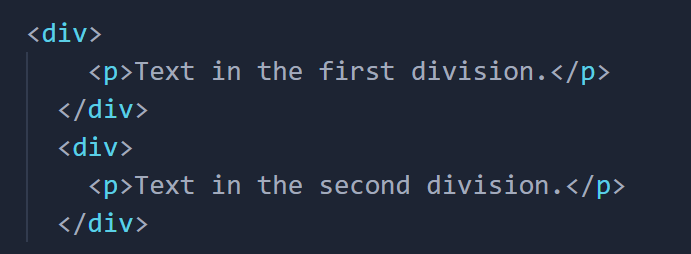 <div>
    <p>Text in the first division.</p>
  </div>
  <div>
    <p>Text in the second division.</p>
  </div>